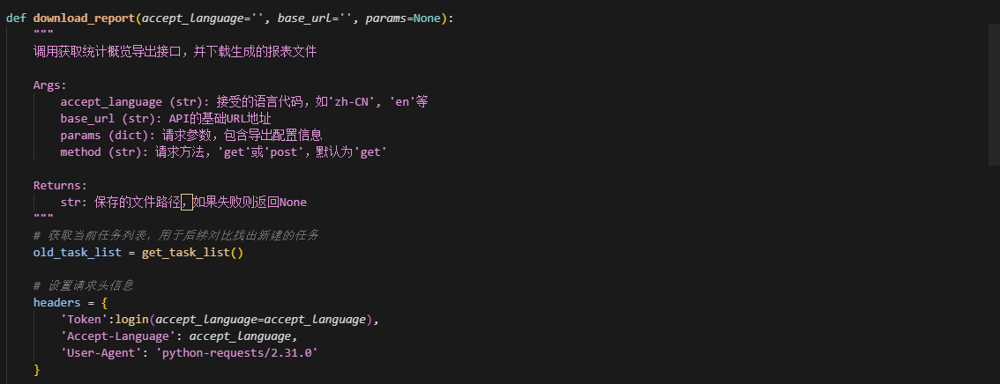 def download_report(accept_language='', base_url='', params=None):
"""
调用获取统计概览导出接口，并下载生成的报表文件
Args:
accept_language (str): 接受的语言代码，如'zh-CN', 'en'等
base_url (str): API的基础URL地址
params (dict): 请求参数，包含导出配置信息
method (str): 请求方法，'get'或'post'，默认为'get'
Returns:
str: 保存的文件路径，如果失败则返回None
"""
# 获取当前任务列表，用于后续对比找出新建的任务
old_task_list = get_task_list()
# 设置请求头信息
headers = {
'Token':login(accept_language=accept_language),
'Accept-Language': accept_language,
'User-Agent': 'python-requests/2.31.0'
}